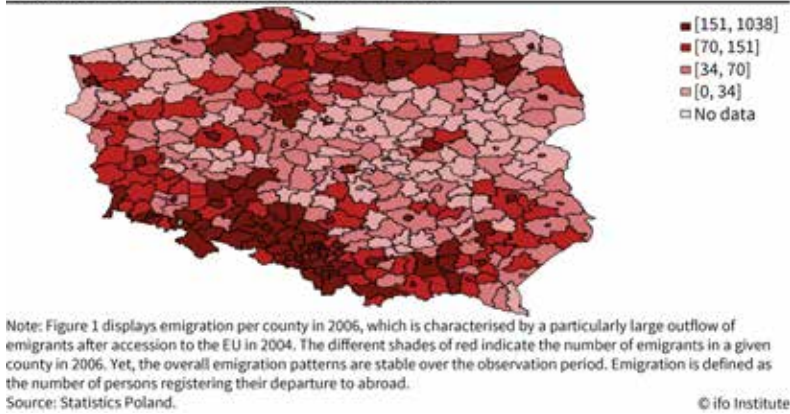 [151, 1038]
[70, 151]
[34, 70]
[0, 34]
No data
Note: Figure 1 displays emigration per county in 2006, which is characterised by a particularly large outflow of
emigrants after accession to the EU in 2004. The different shades of red indicate the number of emigrants in a given
county in 2006. Yet, the overall emigration patterns are stable over the observation period. Emigration is defined as
the number of persons registering their departure to abroad.
Source: Statistics Poland.
© ifo Institute